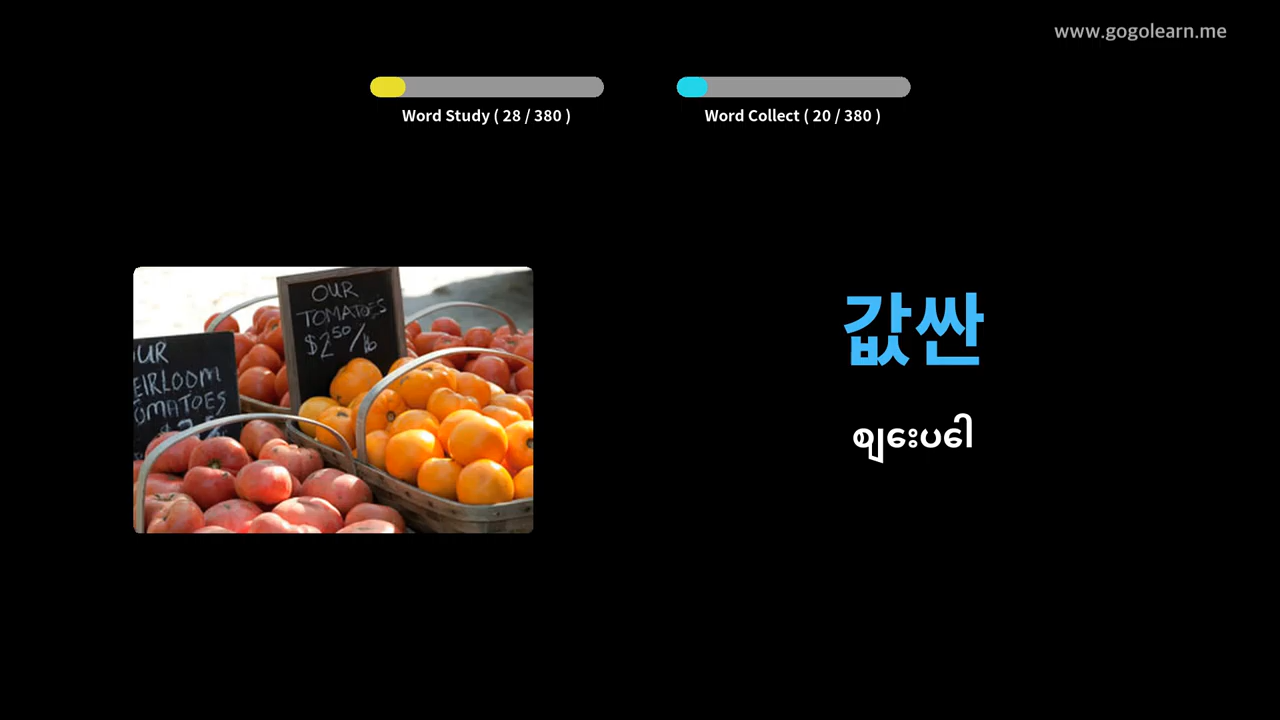 www.gogolearn.me
Word Study ( 28 / 380 )
Word Collect ( 20 / 380 )
OUR
TOMATOES
$2.50/lb
UR
EIRLOOM
OMATOES
값싼
ဈေးပေါ